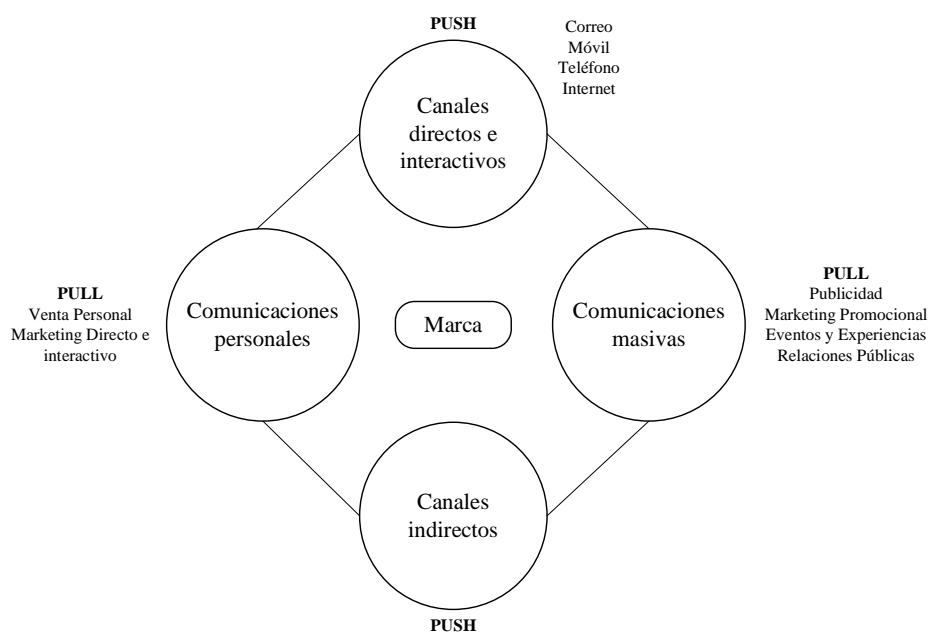 PUSH
Correo
Móvil
Teléfono
Internet
Canales
directos e
interactivos
PULL
Venta Personal
Marketing Directo e
interactivo
Comunicaciones
personales
Marca
Comunicaciones
masivas
PULL
Publicidad
Marketing Promocional
Eventos y Experiencias
Relaciones Públicas
Canales
indirectos
PUSH